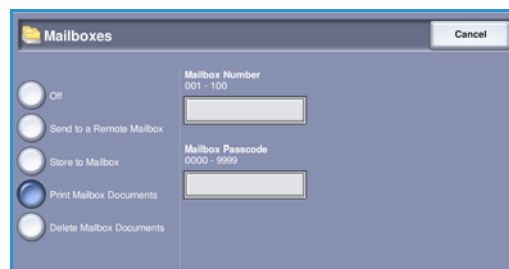 Mailboxes
Cancel
Off
Send to a Remote Mailbox
Store to Mailbox
Print Mailbox Documents
Delete Mailbox Documents
Mailbox Number
001 - 100
Mailbox Passcode
0000 - 9999